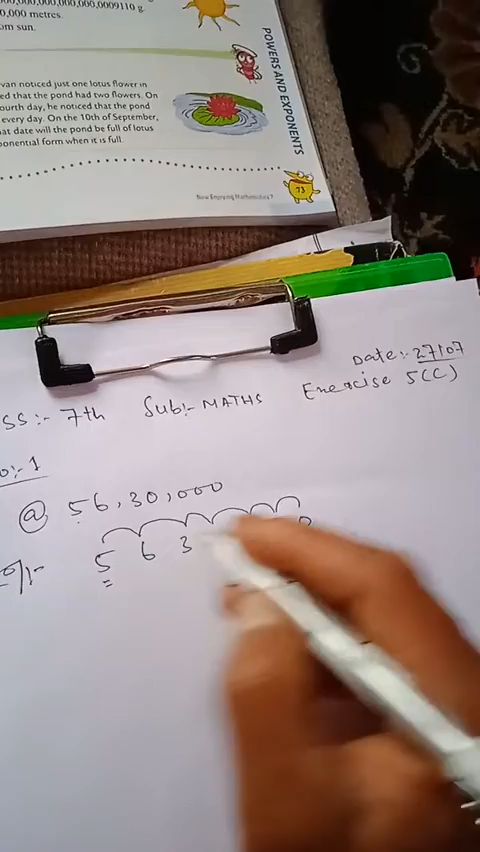 000,000,000,000,0009110 g.
0,000 metres.
om sun.
van noticed just one lotus flower in
ed that the pond had two flowers. On
ourth day, he noticed that the pond
every day. On the 10th of September,
at date will the pond be full of lotus
ponential form when it is full.
POWERS AND EXPONENTS
New Enjoying Mathematics 7
73
Date:- 27/07
SS:- 7th Sub:- MATHS Exercise 5(C)
o:- 1
@ 56,30,000
5 6 3